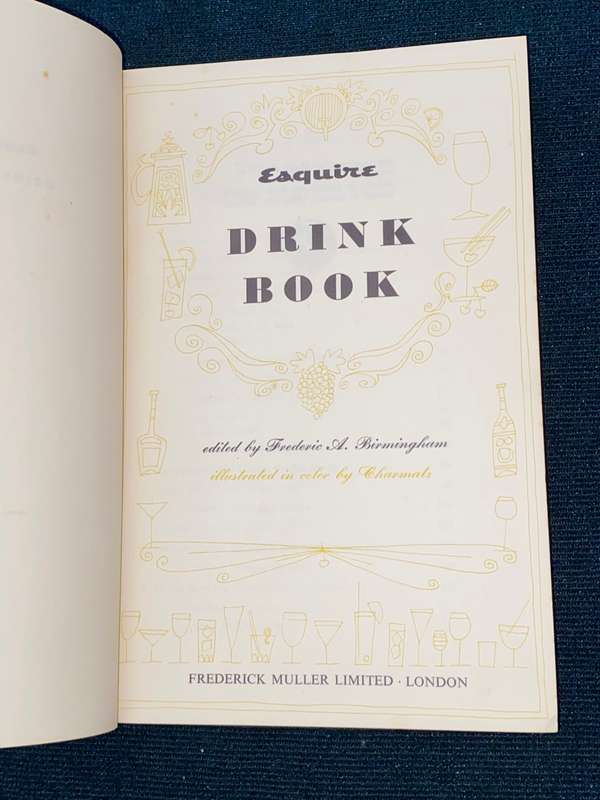 Esquire
DRINK
BOOK
edited by Frederic A. Birmingham
illustrated in color by Charmatz
FREDERICK MULLER LIMITED · LONDON